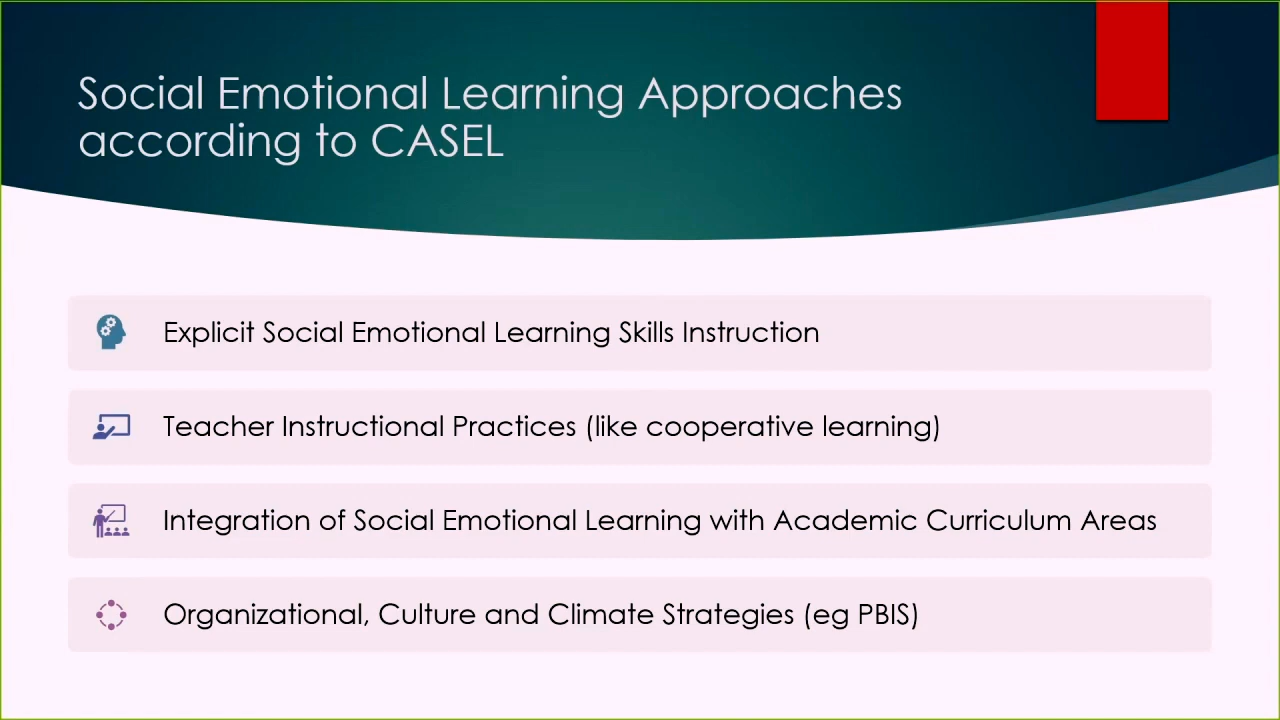 Social Emotional Learning Approaches
according to CASEL
Explicit Social Emotional Learning Skills Instruction
Teacher Instructional Practices (like cooperative learning)
Integration of Social Emotional Learning with Academic Curriculum Areas
Organizational, Culture and Climate Strategies (eg PBIS)